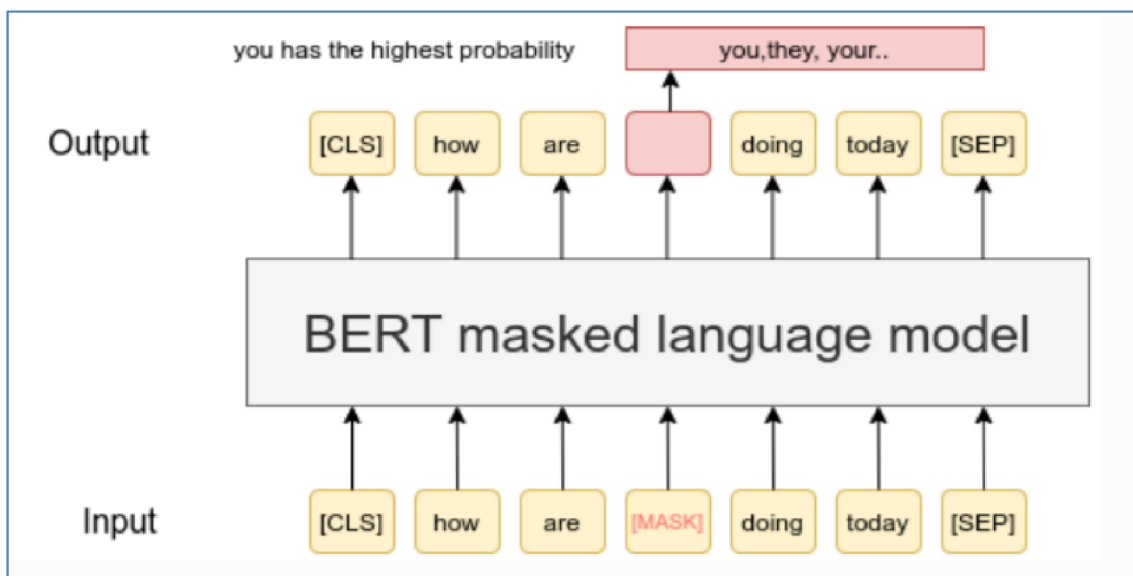 you has the highest probability
you,they, your..
Output
[CLS] how are doing today [SEP]
BERT masked language model
Input
[CLS] how are [MASK] doing today [SEP]